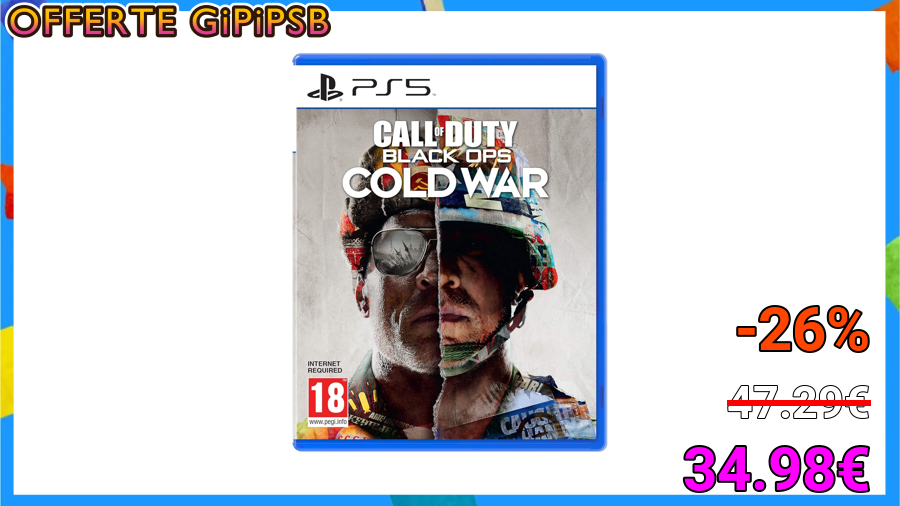 OFFERTE GiPiPSB
PS5
CALL OF DUTY
BLACK OPS
COLD WAR
INTERNET
REQUIRED
18
www.pegi.info
-26%
47.29€
34.98€